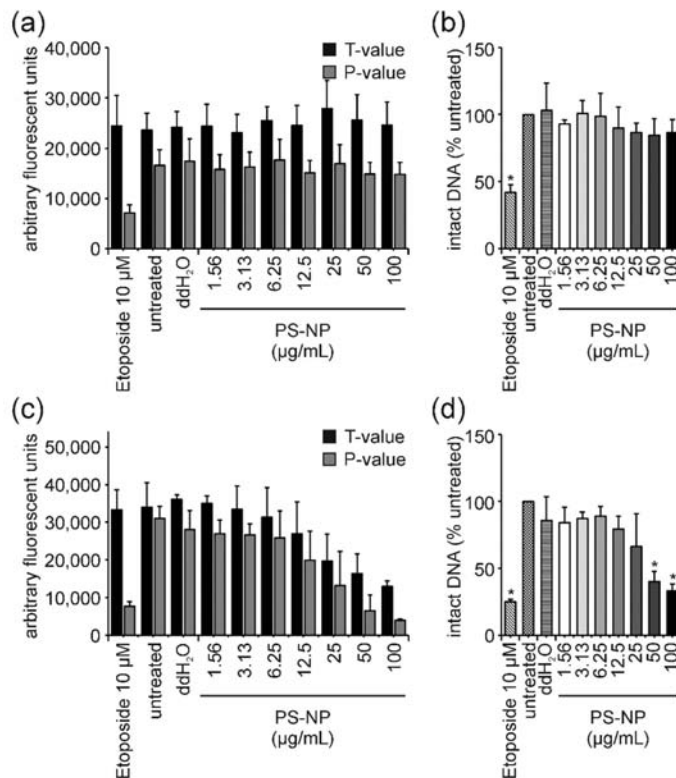 (a)
arbitrary fluorescent units
40,000
30,000
20,000
10,000
0
T-value
P-value
Etoposide 10 µM
untreated
ddH₂O
1.56
3.13
6.25
12.5
25
50
100
PS-NP
(µg/mL)
(b)
intact DNA (% untreated)
150
100
50
0
*
Etoposide 10 µM
untreated
ddH₂O
1.56
3.13
6.25
12.5
25
50
100
PS-NP
(µg/mL)
(c)
arbitrary fluorescent units
50,000
40,000
30,000
20,000
10,000
0
T-value
P-value
Etoposide 10 µM
untreated
ddH₂O
1.56
3.13
6.25
12.5
25
50
100
PS-NP
(µg/mL)
(d)
intact DNA (% untreated)
150
100
50
0
*
*
*
Etoposide 10 µM
untreated
ddH₂O
1.56
3.13
6.25
12.5
25
50
100
PS-NP
(µg/mL)